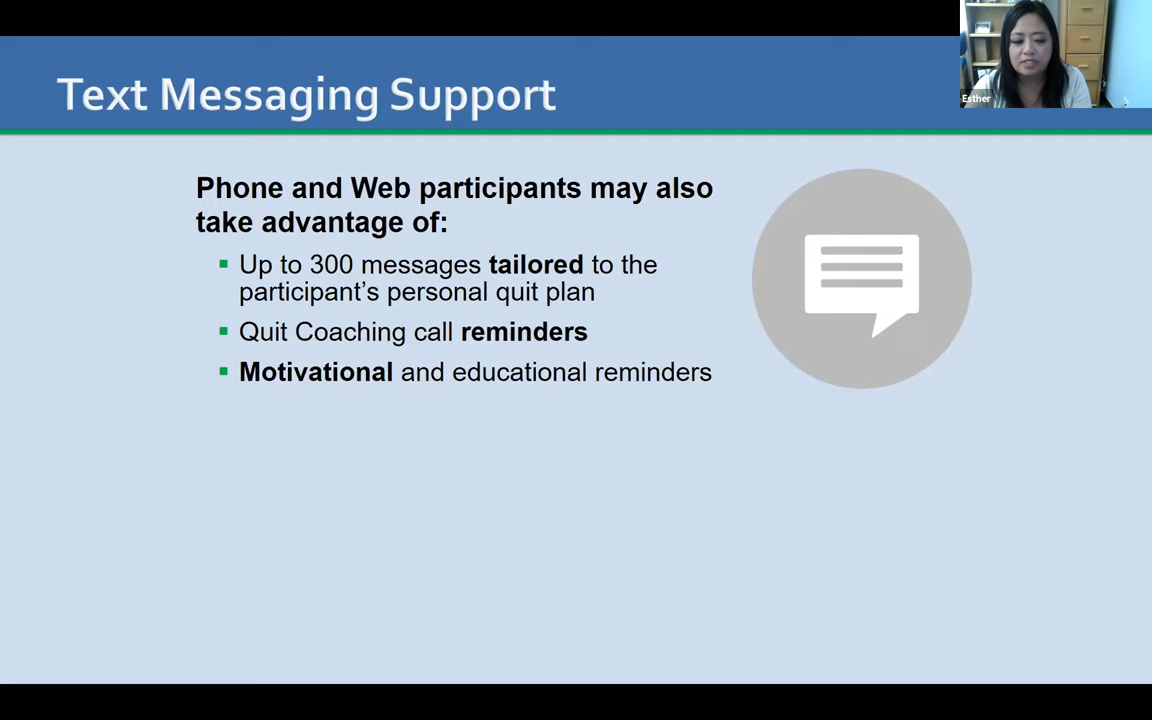 Text Messaging Support
Esther
Phone and Web participants may also
take advantage of:
Up to 300 messages tailored to the
participant’s personal quit plan
Quit Coaching call reminders
Motivational and educational reminders